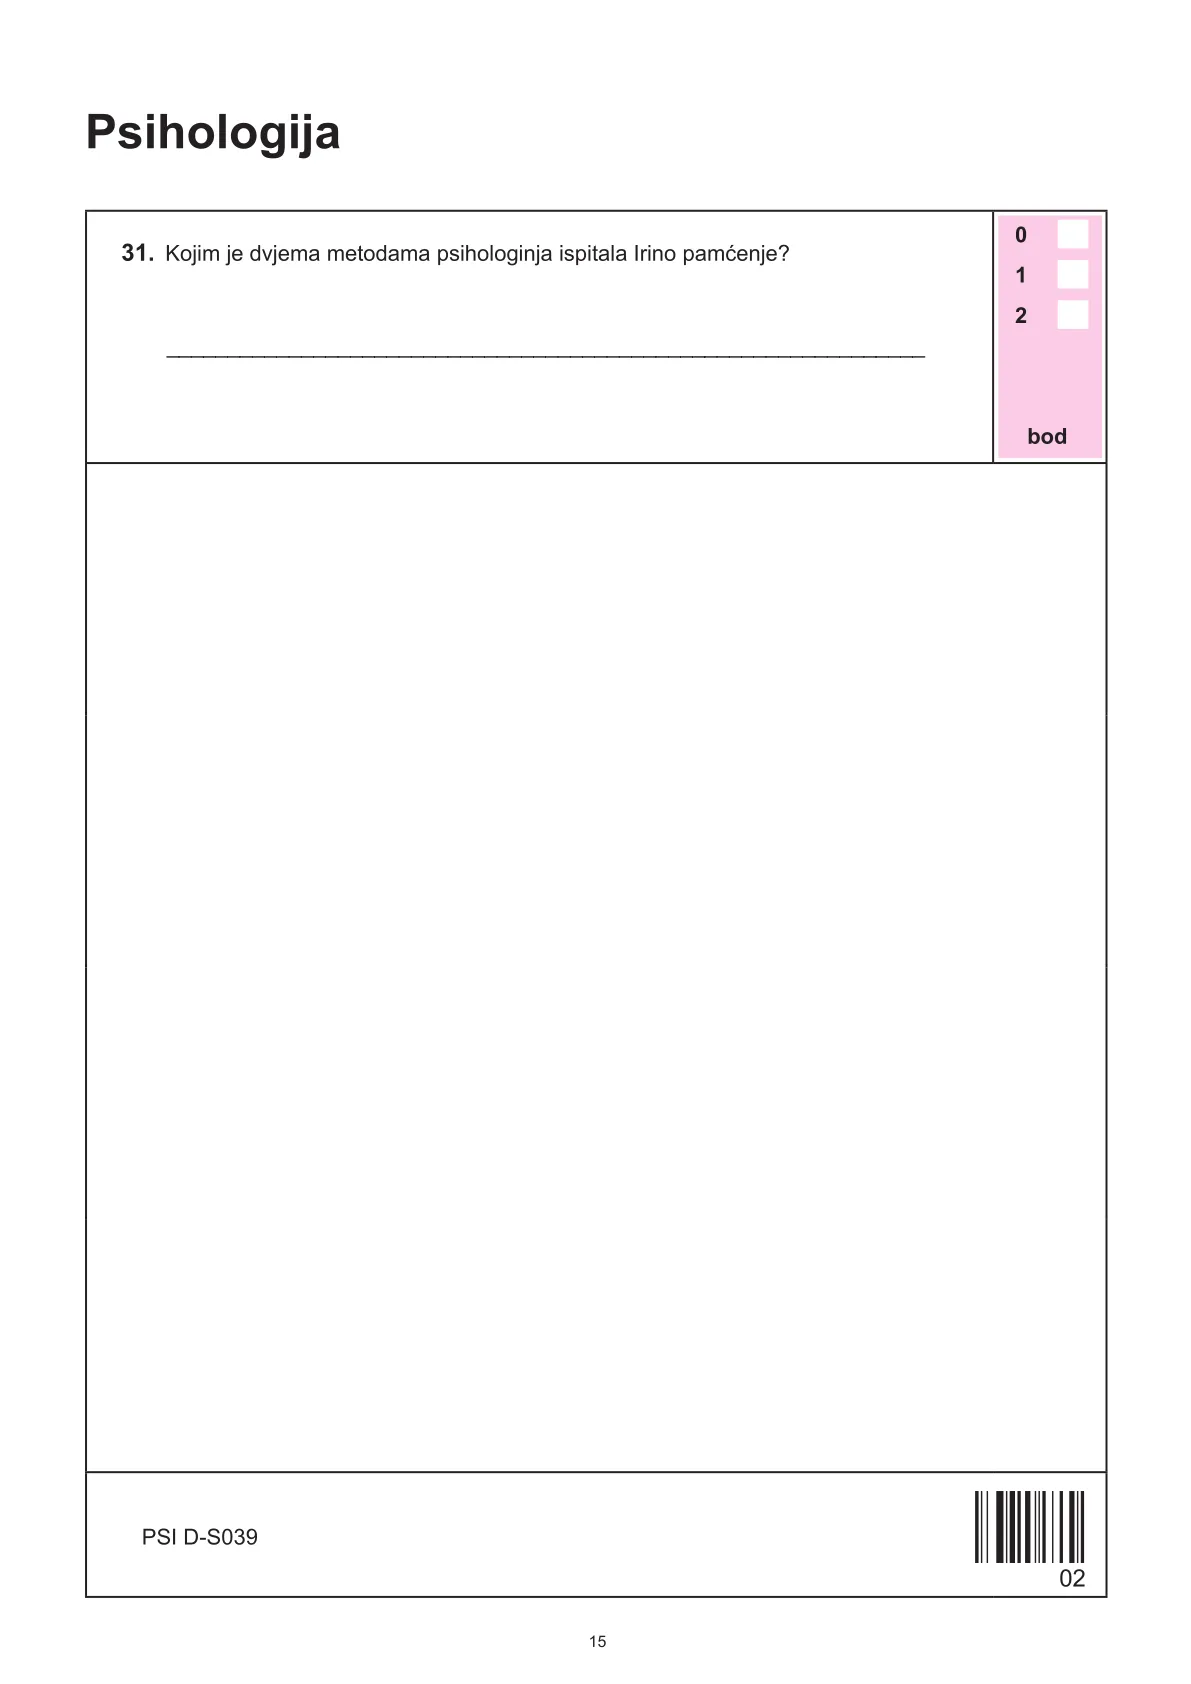 Psihologija
31. Kojim je dvjema metodama psihologinja ispitala Irino pamćenje?
0
1
2
bod
PSI D-S039
02
15